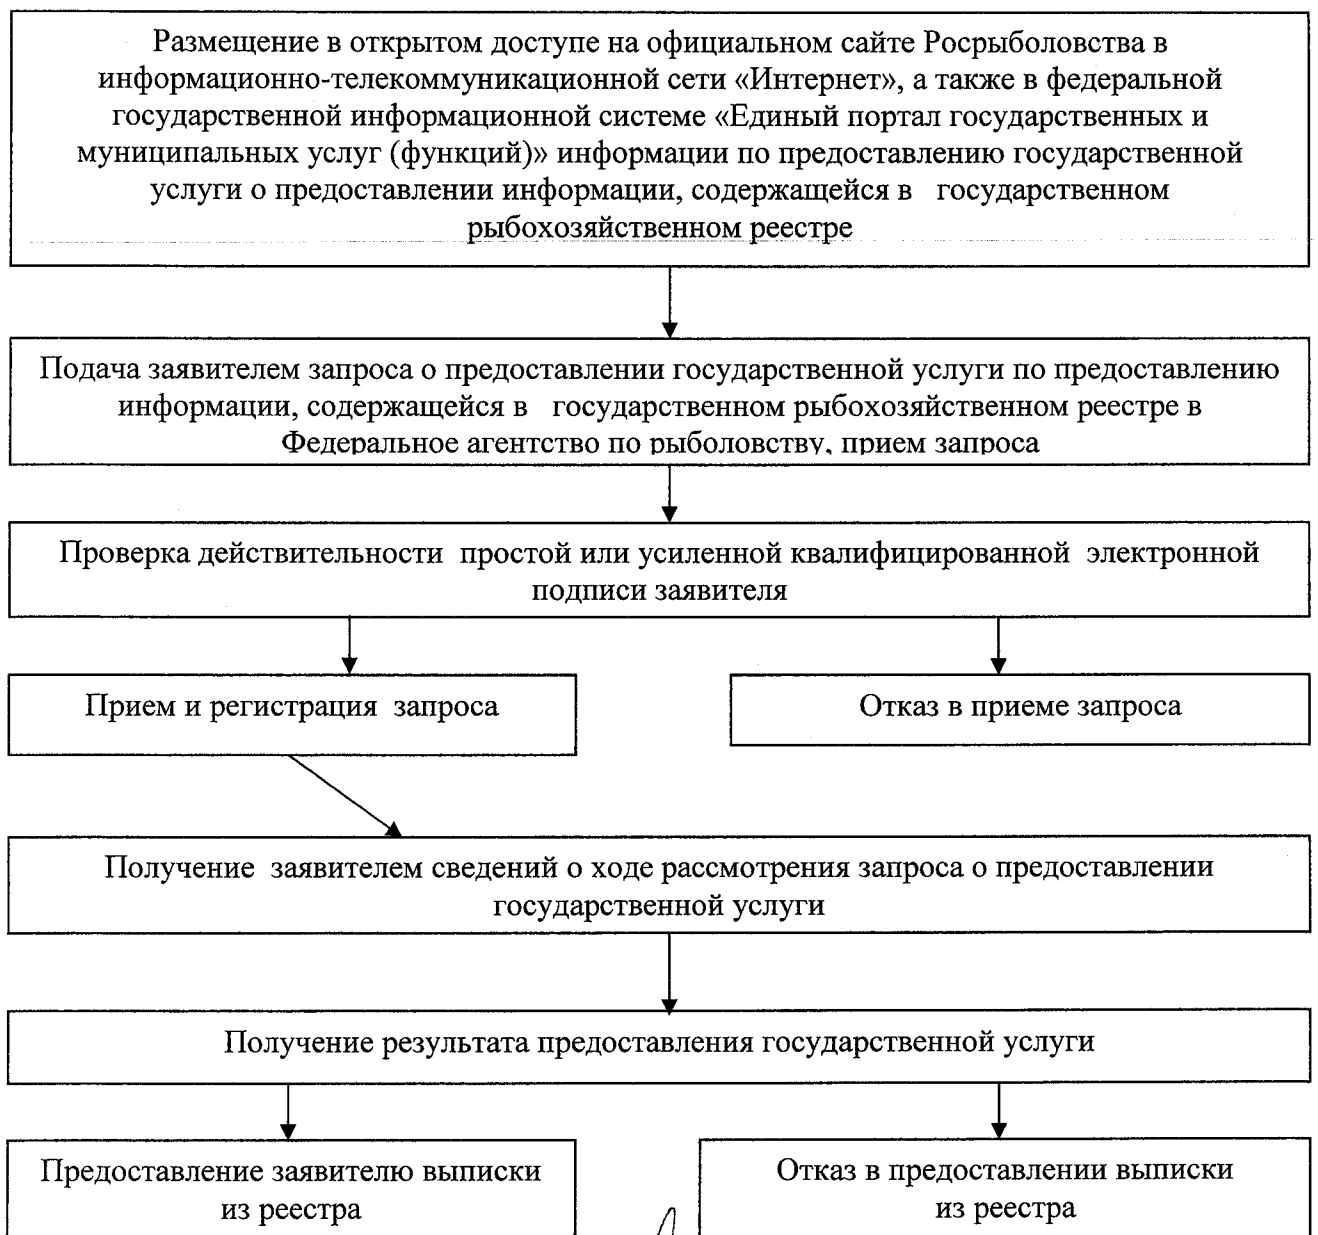 Размещение в открытом доступе на официальном сайте Росрыболовства в
информационно-телекоммуникационной сети «Интернет», а также в федеральной
государственной информационной системе «Единый портал государственных и
муниципальных услуг (функций)» информации по предоставлению государственной
услуги о предоставлении информации, содержащейся в государственном
рыбохозяйственном реестре
Подача заявителем запроса о предоставлении государственной услуги по предоставлению
информации, содержащейся в государственном рыбохозяйственном реестре в
Федеральное агентство по рыболовству, прием запроса
Проверка действительности простой или усиленной квалифицированной электронной
подписи заявителя
Прием и регистрация запроса
Отказ в приеме запроса
Получение заявителем сведений о ходе рассмотрения запроса о предоставлении
государственной услуги
Получение результата предоставления государственной услуги
Предоставление заявителю выписки
из реестра
Отказ в предоставлении выписки
из реестра